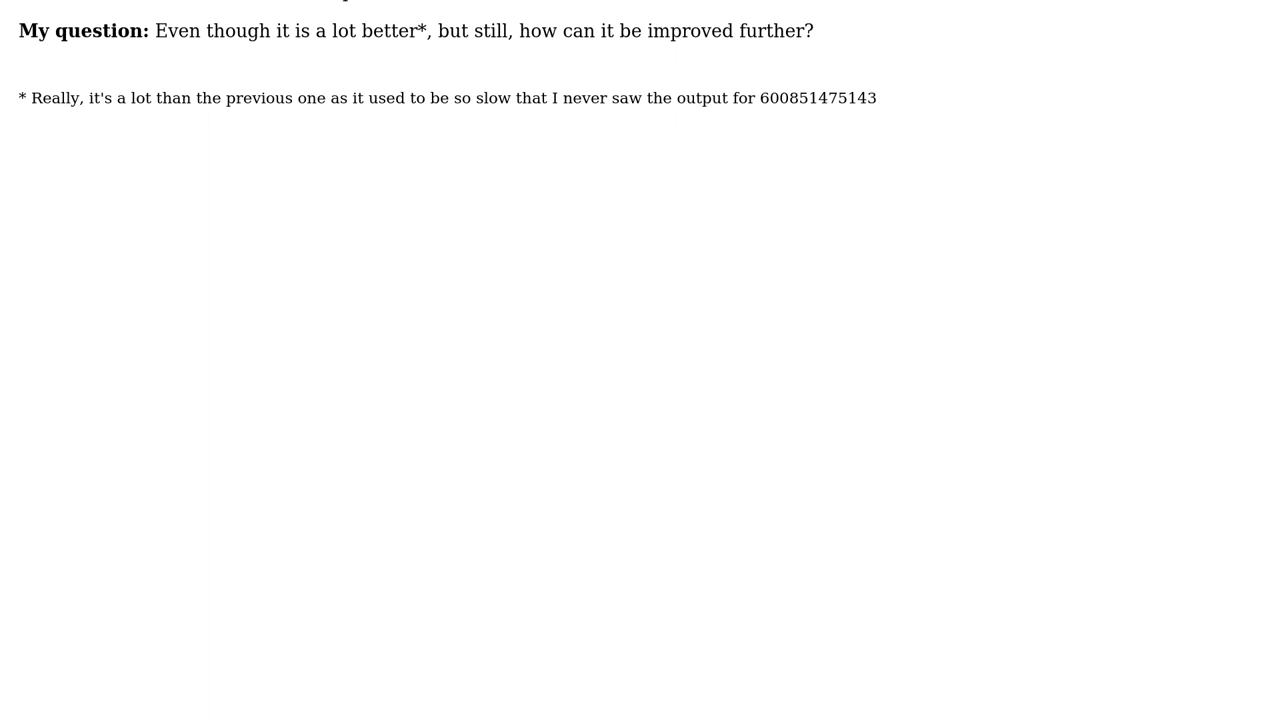 My question: Even though it is a lot better*, but still, how can it be improved further?
* Really, it's a lot than the previous one as it used to be so slow that I never saw the output for 600851475143